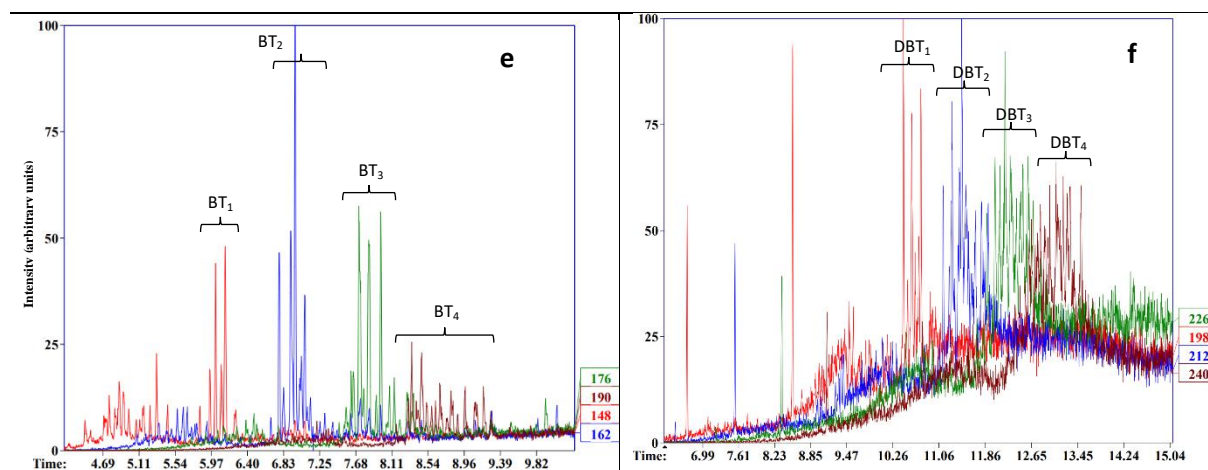 e
BT₂
BT₃
BT₁
BT₄
100
75
50
25
0
Intensity (arbitrary units)
176
190
148
162
Time: 4.69 5.11 5.54 5.97 6.40 6.83 7.25 7.68 8.11 8.54 8.96 9.39 9.82
f
DBT₁
DBT₂
DBT₃
DBT₄
100
75
50
25
0
226
198
212
240
Time: 6.99 7.61 8.23 8.85 9.47 10.26 11.06 11.86 12.65 13.45 14.24 15.04